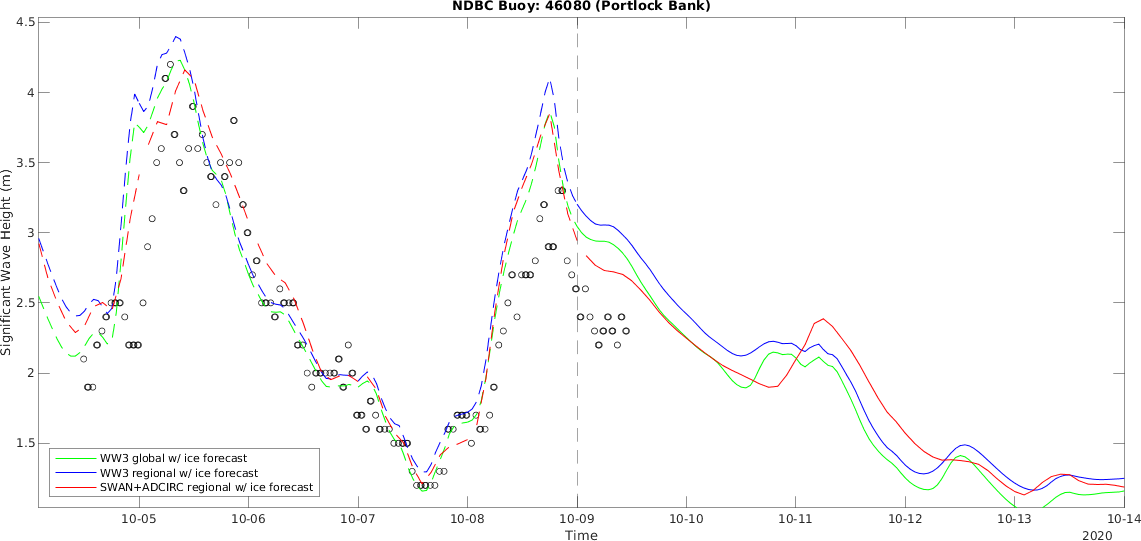 NDBC Buoy: 46080 (Portlock Bank)
4.5
4
3.5
3
2.5
2
1.5
Significant Wave Height (m)
WW3 global w/ ice forecast
WW3 regional w/ ice forecast
SWAN+ADCIRC regional w/ ice forecast
10-05 10-06 10-07 10-08 10-09 10-10 10-11 10-12 10-13 10-14
Time
2020